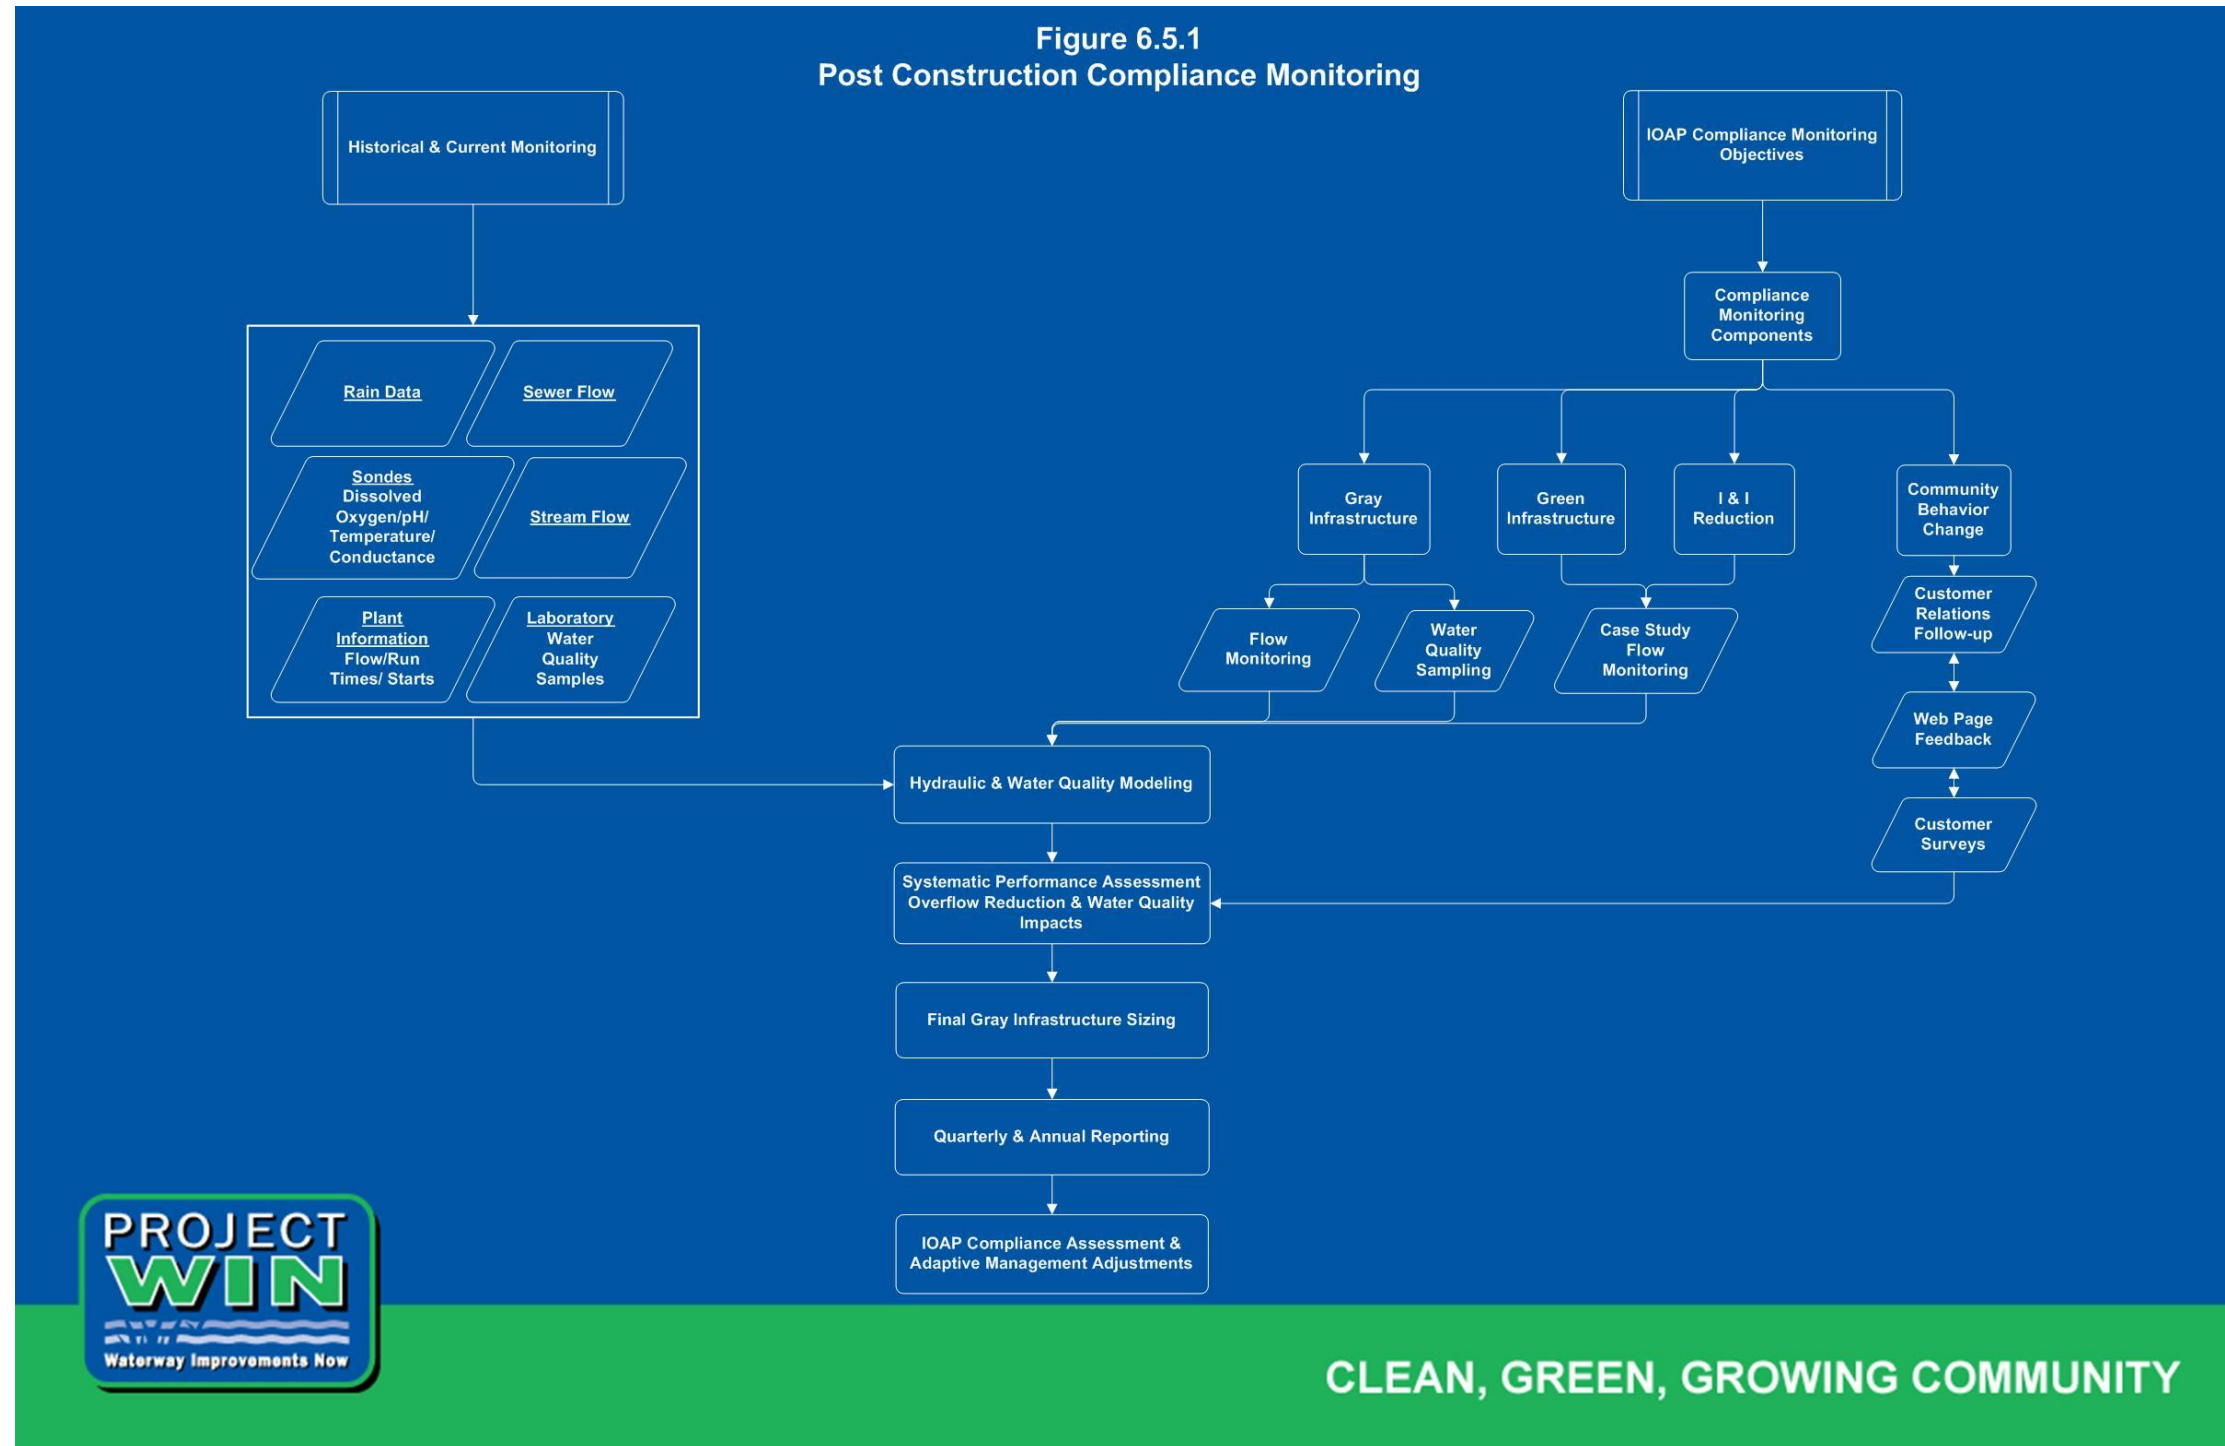 Figure 6.5.1
Post Construction Compliance Monitoring
Historical & Current Monitoring
Rain Data
Sewer Flow
Sondes
Dissolved
Oxygen/pH/
Temperature/
Conductance
Stream Flow
Plant
Information
Flow/Run
Times/ Starts
Laboratory
Water
Quality
Samples
IOAP Compliance Monitoring
Objectives
Compliance
Monitoring
Components
Gray
Infrastructure
Green
Infrastructure
I & I
Reduction
Community
Behavior
Change
Flow
Monitoring
Water
Quality
Sampling
Case Study
Flow
Monitoring
Customer
Relations
Follow-up
Web Page
Feedback
Customer
Surveys
Hydraulic & Water Quality Modeling
Systematic Performance Assessment
Overflow Reduction & Water Quality
Impacts
Final Gray Infrastructure Sizing
Quarterly & Annual Reporting
IOAP Compliance Assessment &
Adaptive Management Adjustments
PROJECT
WIN
Waterway Improvements Now
CLEAN, GREEN, GROWING COMMUNITY